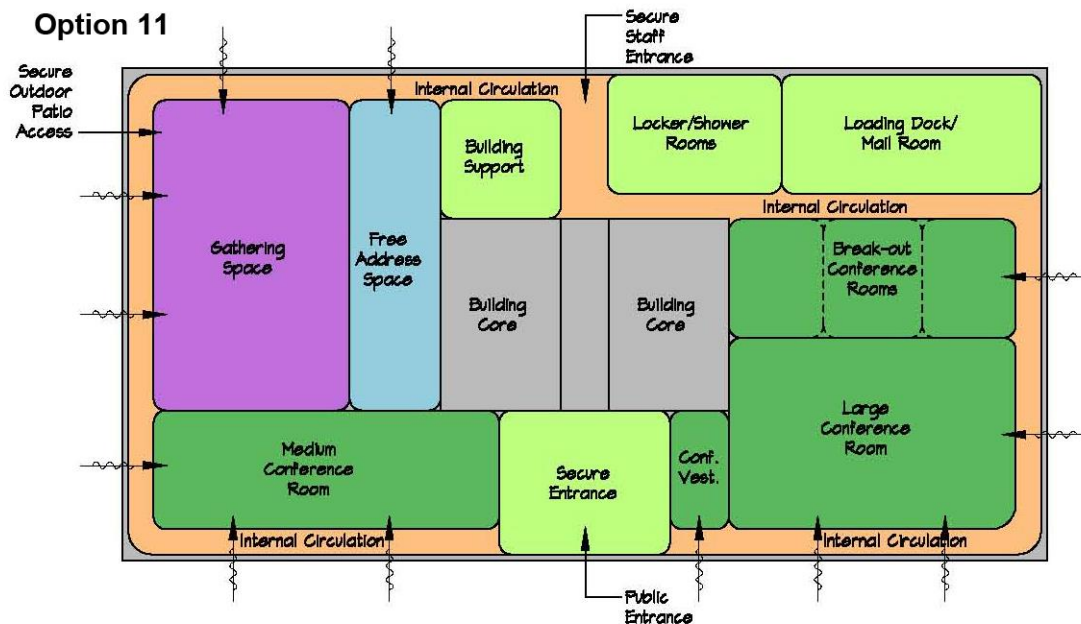 Option 11
Secure
Outdoor
Patio
Access
Secure
Staff
Entrance
Internal Circulation
Building
Support
Locker/Shower
Rooms
Loading Dock/
Mail Room
Internal Circulation
Gathering
Space
Free
Address
Space
Building
Core
Building
Core
Break-out
Conference
Rooms
Large
Conference
Room
Medium
Conference
Room
Secure
Entrance
Conf.
Vest.
Internal Circulation
Internal Circulation
Public
Entrance